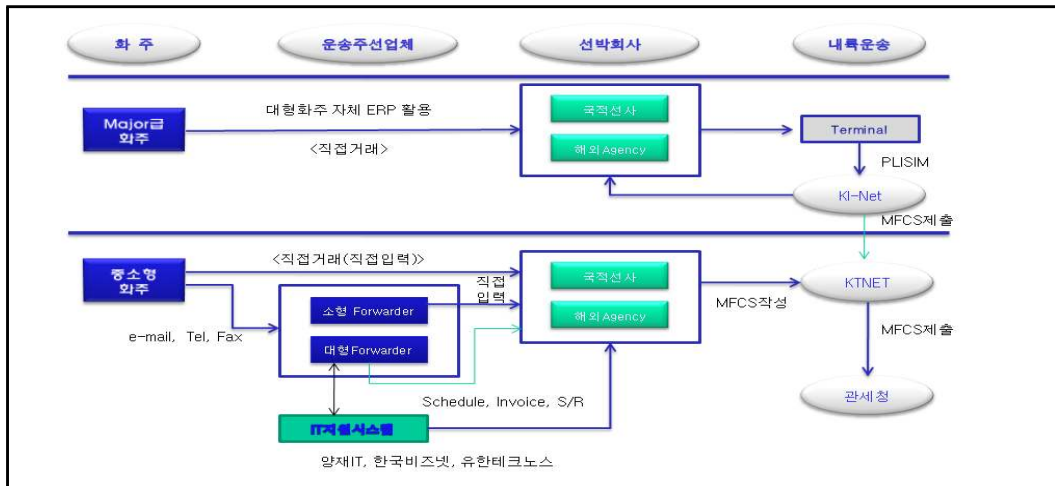 화 주
운송주선업체
선박회사
내륙운송
Major급
화주
대형화주 자체 ERP 활용
<직접거래>
국적선사
해외Agency
Terminal
PLISIM
KI-Net
MFCS제출
중소형
화주
<직접거래(직접입력)>
직접
입력
소형 Forwarder
대형Forwarder
e-mail, Tel, Fax
국적선사
해외Agency
MFCS작성
KTNET
MFCS제출
관세청
Schedule, Invoice, S/R
IT지원시스템
양재IT, 한국비즈넷, 유한테크노스